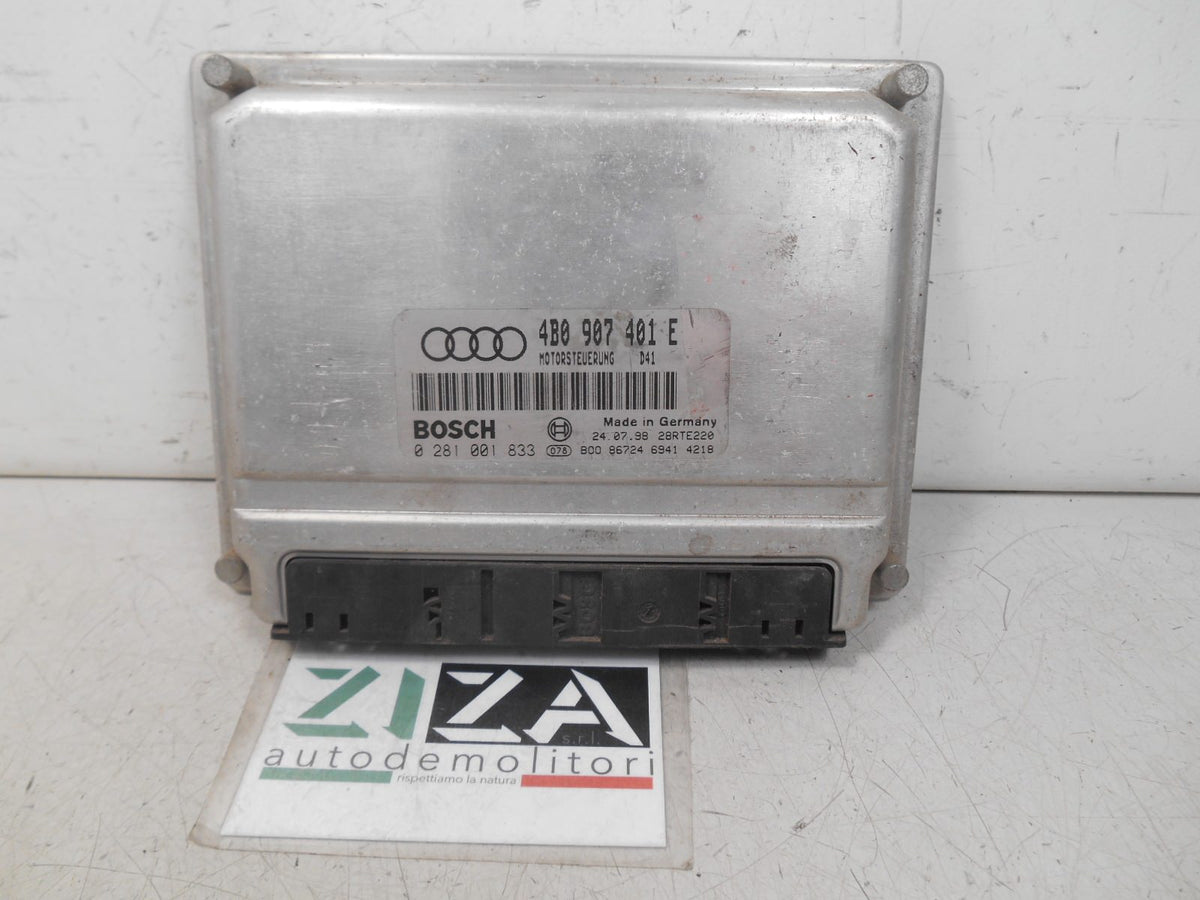 4B0 907 401 E
MOTORSTEUERUNG D41
BOSCH
Made in Germany
24.07.98 28RTE220
0 281 001 833 078 B00 86724 6941 4218
ZIZA
s.r.l.
autodemolitori
rispettiamo la natura